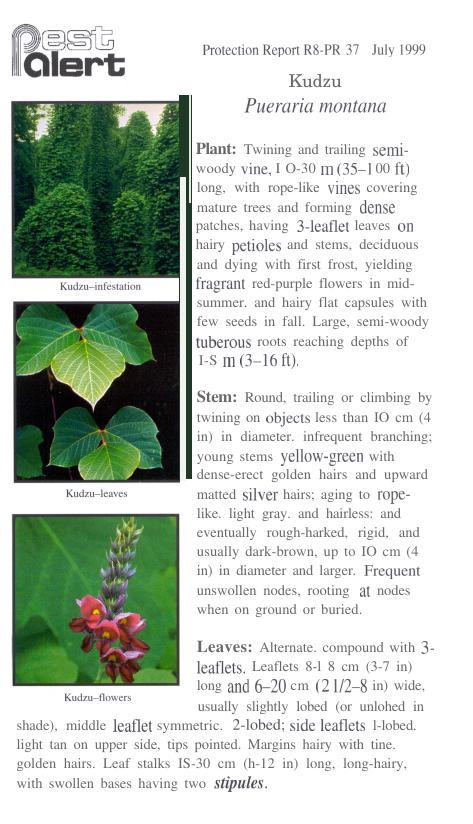 Pest
alert
Protection Report R8-PR 37 July 1999
Kudzu
Pueraria montana
Plant: Twining and trailing semi-
woody vine, I O-30 m (35–1 00 ft)
long, with rope-like vines covering
mature trees and forming dense
patches, having 3-leaflet leaves on
hairy petioles and stems, deciduous
and dying with first frost, yielding
fragrant red-purple flowers in mid-
summer. and hairy flat capsules with
few seeds in fall. Large, semi-woody
tuberous roots reaching depths of
I-S m (3–16 ft).
Kudzu–infestation
Stem: Round, trailing or climbing by
twining on objects less than IO cm (4
in) in diameter. infrequent branching;
young stems yellow-green with
dense-erect golden hairs and upward
matted silver hairs; aging to rope-
like. light gray. and hairless: and
eventually rough-harked, rigid, and
usually dark-brown, up to IO cm (4
in) in diameter and larger. Frequent
unswollen nodes, rooting at nodes
when on ground or buried.
Kudzu–leaves
Leaves: Alternate. compound with 3-
leaflets. Leaflets 8-l 8 cm (3-7 in)
long and 6–20 cm (2 l/2–8 in) wide,
usually slightly lobed (or unlohed in
Kudzu–flowers
shade), middle leaflet symmetric. 2-lobed; side leaflets l-lobed.
light tan on upper side, tips pointed. Margins hairy with tine.
golden hairs. Leaf stalks IS-30 cm (h-12 in) long, long-hairy,
with swollen bases having two stipules.